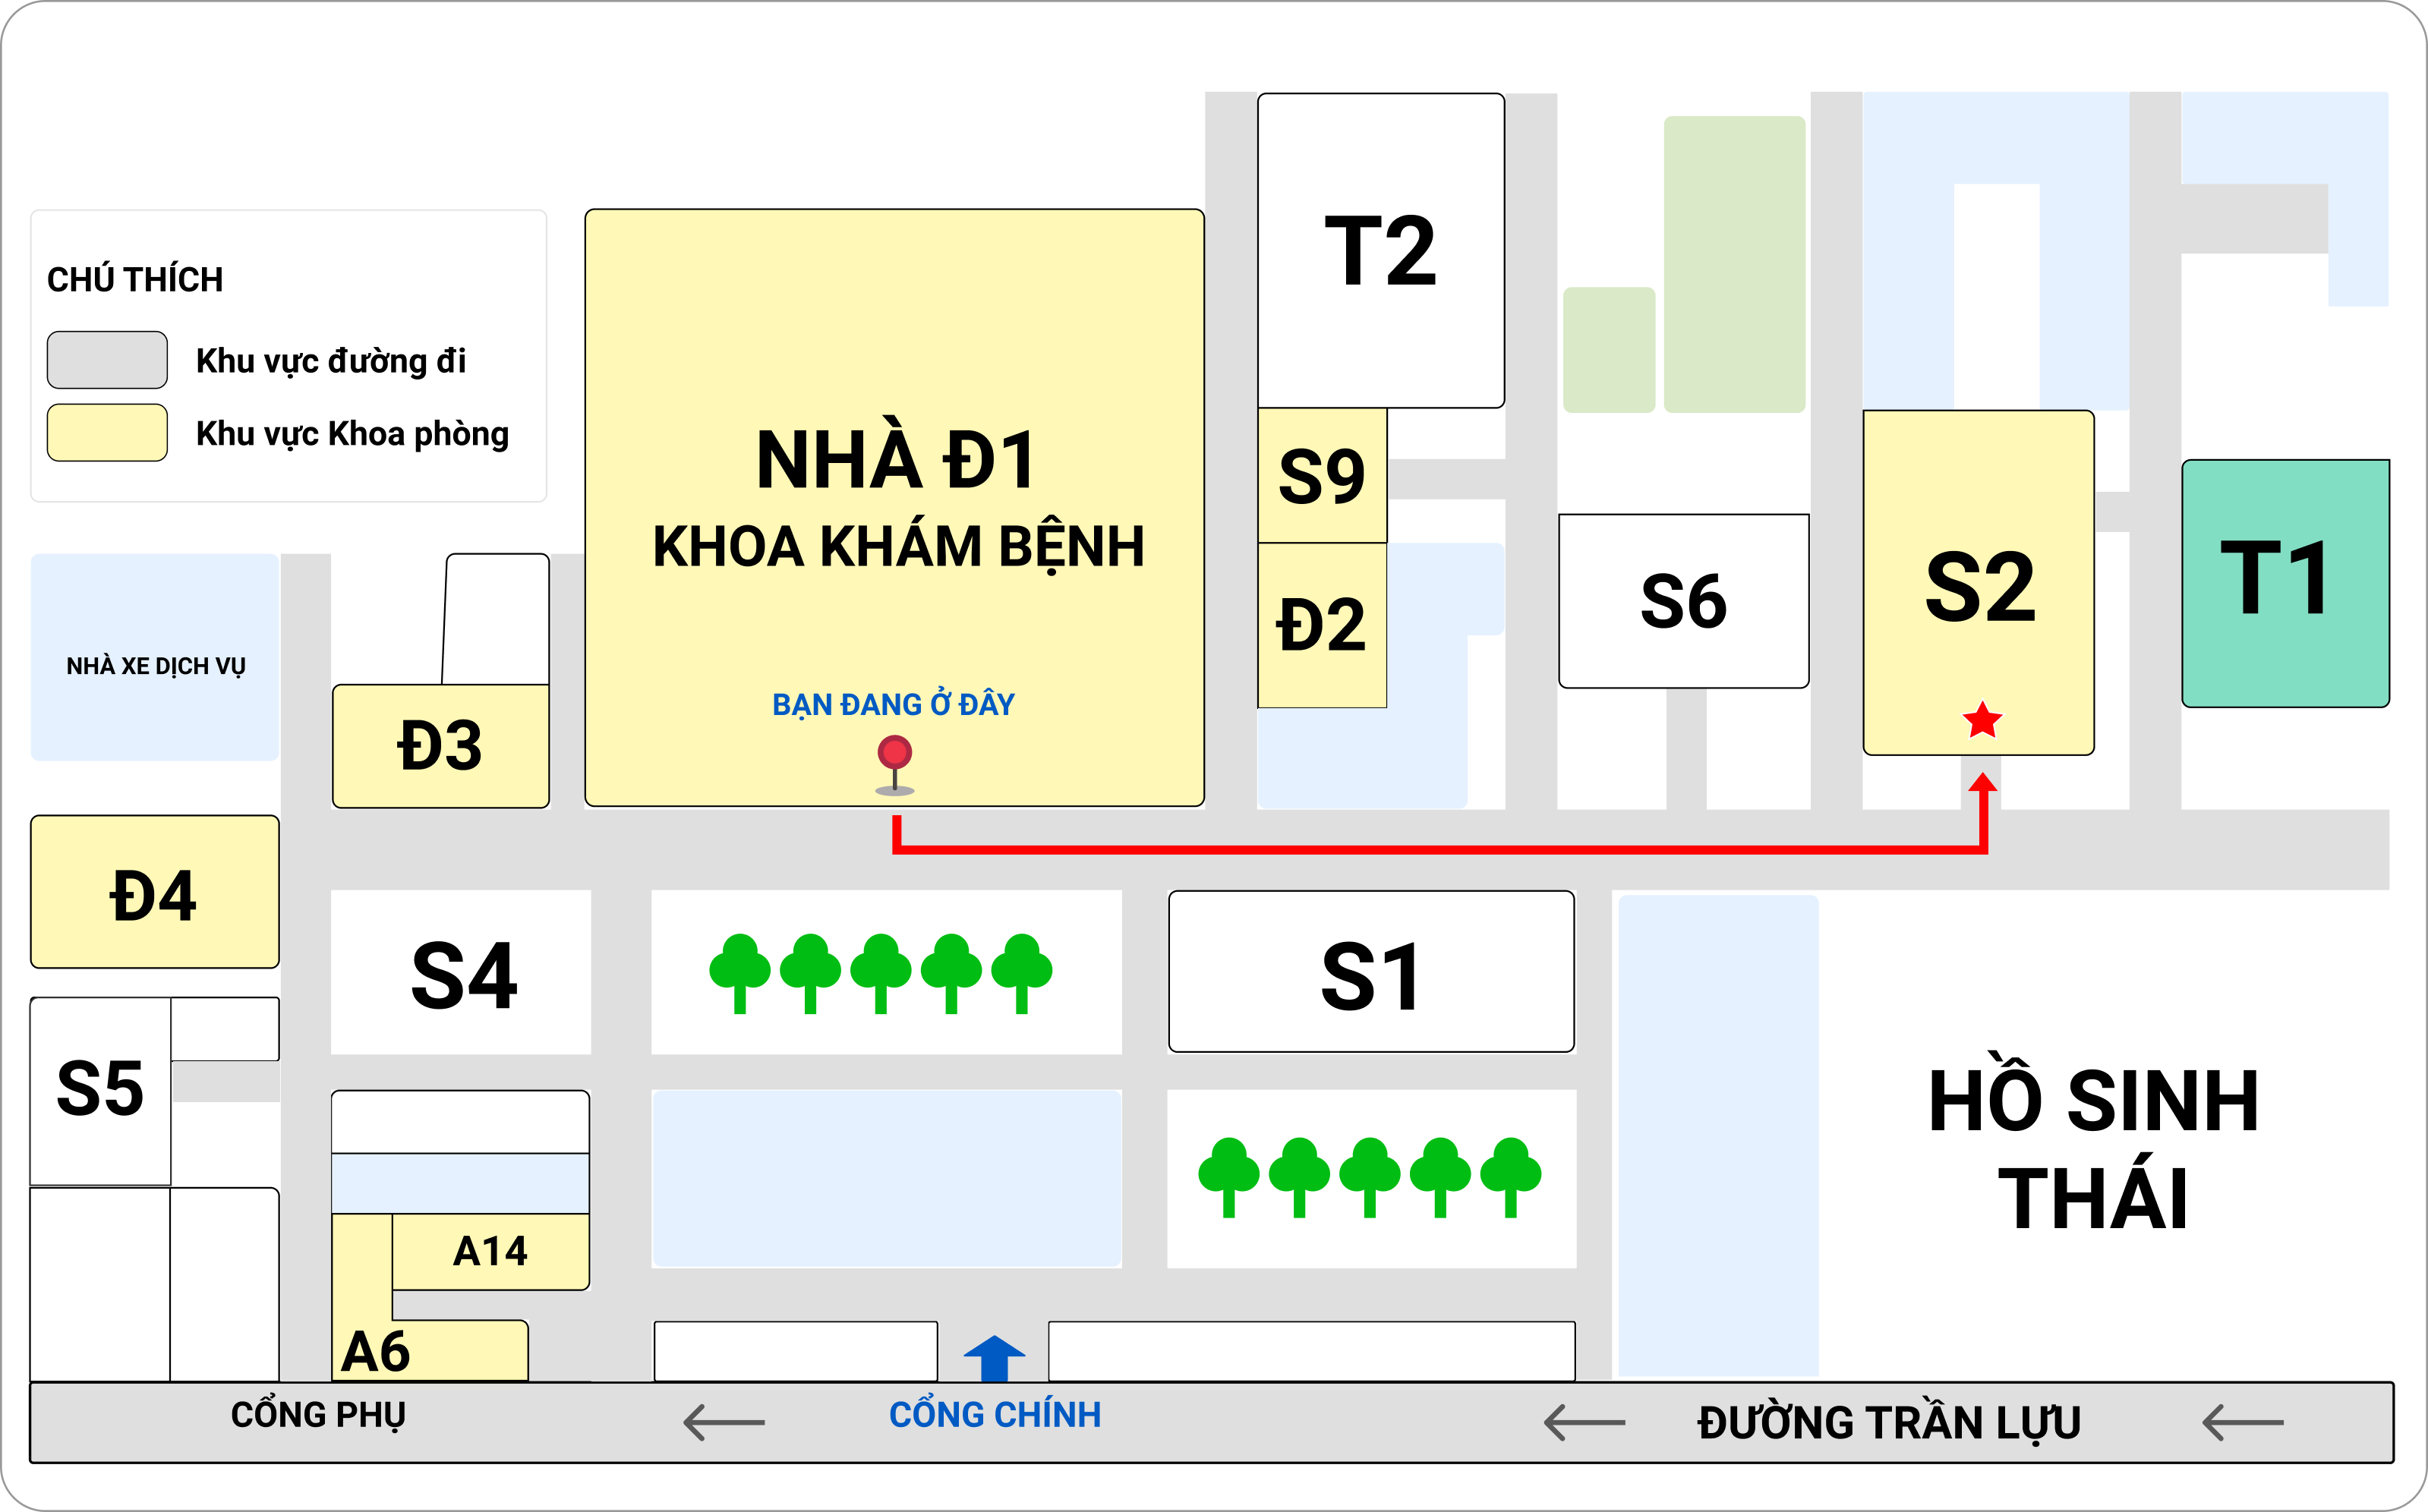 CHÚ THÍCH
Khu vực đường đi
Khu vực Khoa phòng
NHÀ Đ1
KHOA KHÁM BỆNH
BẠN ĐANG Ở ĐÂY
T2
S9
Đ2
S6
S2
T1
NHÀ XE DỊCH VỤ
Đ3
Đ4
S4
S1
S5
HỒ SINH
THÁI
A14
A6
CỔNG PHỤ
CỔNG CHÍNH
ĐƯỜNG TRẦN LỰU